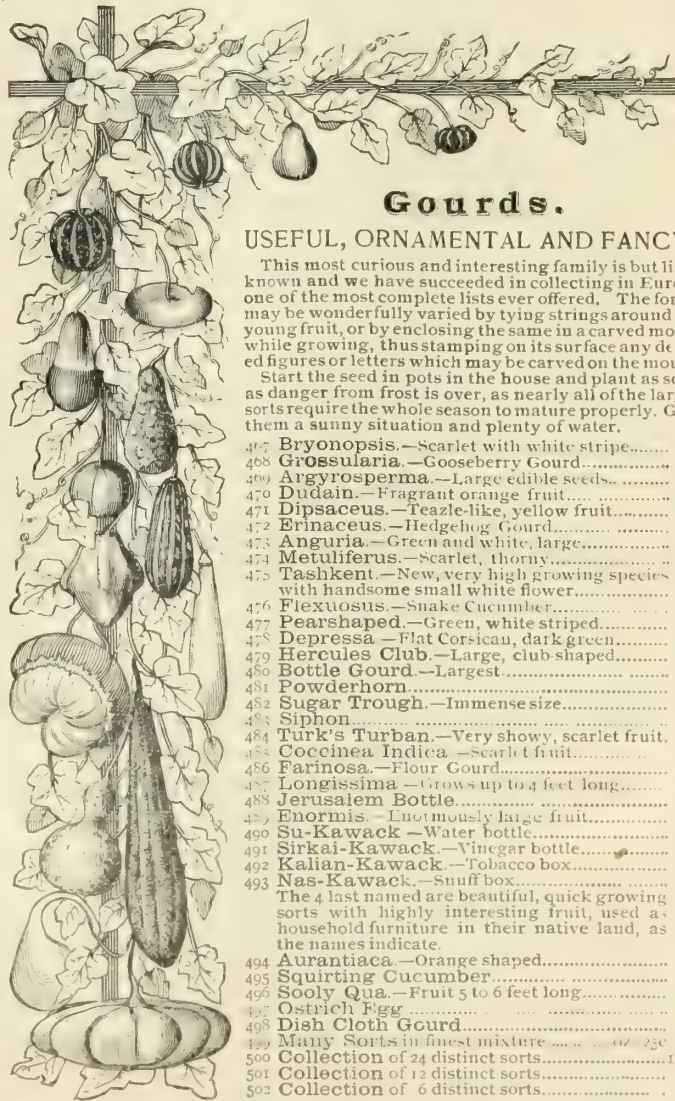 Gourds.
USEFUL, ORNAMENTAL AND FANCY
This most curious and interesting family is but li
known and we have succeeded in collecting in Euro
one of the most complete lists ever offered. The for
may be wonderfully varied by tying strings around
young fruit, or by enclosing the same in a carved mo
while growing, thus stamping on its surface any de
ed figures or letters which may be carved on the mou
Start the seed in pots in the house and plant as so
as danger from frost is over, as nearly all of the lar
sorts require the whole season to mature properly. G
them a sunny situation and plenty of water.
467 Bryonopsis.—Scarlet with white stripe........
468 Grossularia.—Gooseberry Gourd..............
469 Argyrosperma.—Large edible seeds.. ..........
470 Dudain.—Fragrant orange fruit..... ............
471 Dipsaceus.—Teazle-like, yellow fruit...........
472 Erinaceus.—Hedgehog Gourd......... ..........
473 Anguria.—Green and white, large..............
474 Metuliferus.—Scarlet, thorny................. ..
475 Tashkent.—New, very high growing species
with handsome small white flower............
476 Flexuosus.—Snake Cucumber....................
477 Pearshaped.—Green, white striped............
478 Depressa —Flat Corsican, dark green.........
479 Hercules Club.—Large, club shaped..........
480 Bottle Gourd.—Largest..........................
481 Powderhorn..........................................
482 Sugar Trough.—Immense size..................
483 Siphon.................................................
484 Turk's Turban.—Very showy, scarlet fruit.
485 Coccinea Indica —Scarlet fruit............. ..
486 Farinosa.—Flour Gourd...........................
487 Longissima —Grows up to 4 feet long.......
488 Jerusalem Bottle....................................
489 Enormis.—Enormously large fruit.............
490 Su-Kawack —Water bottle.......................
491 Sirkai-Kawack.—Vinegar bottle...............
492 Kalian-Kawack.—Tobacco box.................
493 Nas-Kawack.—Snuff box.........................
The 4 last named are beautiful, quick growing
sorts with highly interesting fruit, used as
household furniture in their native land, as
the names indicate.
494 Aurantiaca.—Orange shaped....................
495 Squirting Cucumber................................
496 Sooly Qua.—Fruit 5 to 6 feet long..............
497 Ostrich Egg ..........................................
498 Dish Cloth Gourd...................................
499 Many Sorts in finest mixture ..... .. oz. 25c
500 Collection of 24 distinct sorts....................1
501 Collection of 12 distinct sorts....................
502 Collection of 6 distinct sorts..................... .